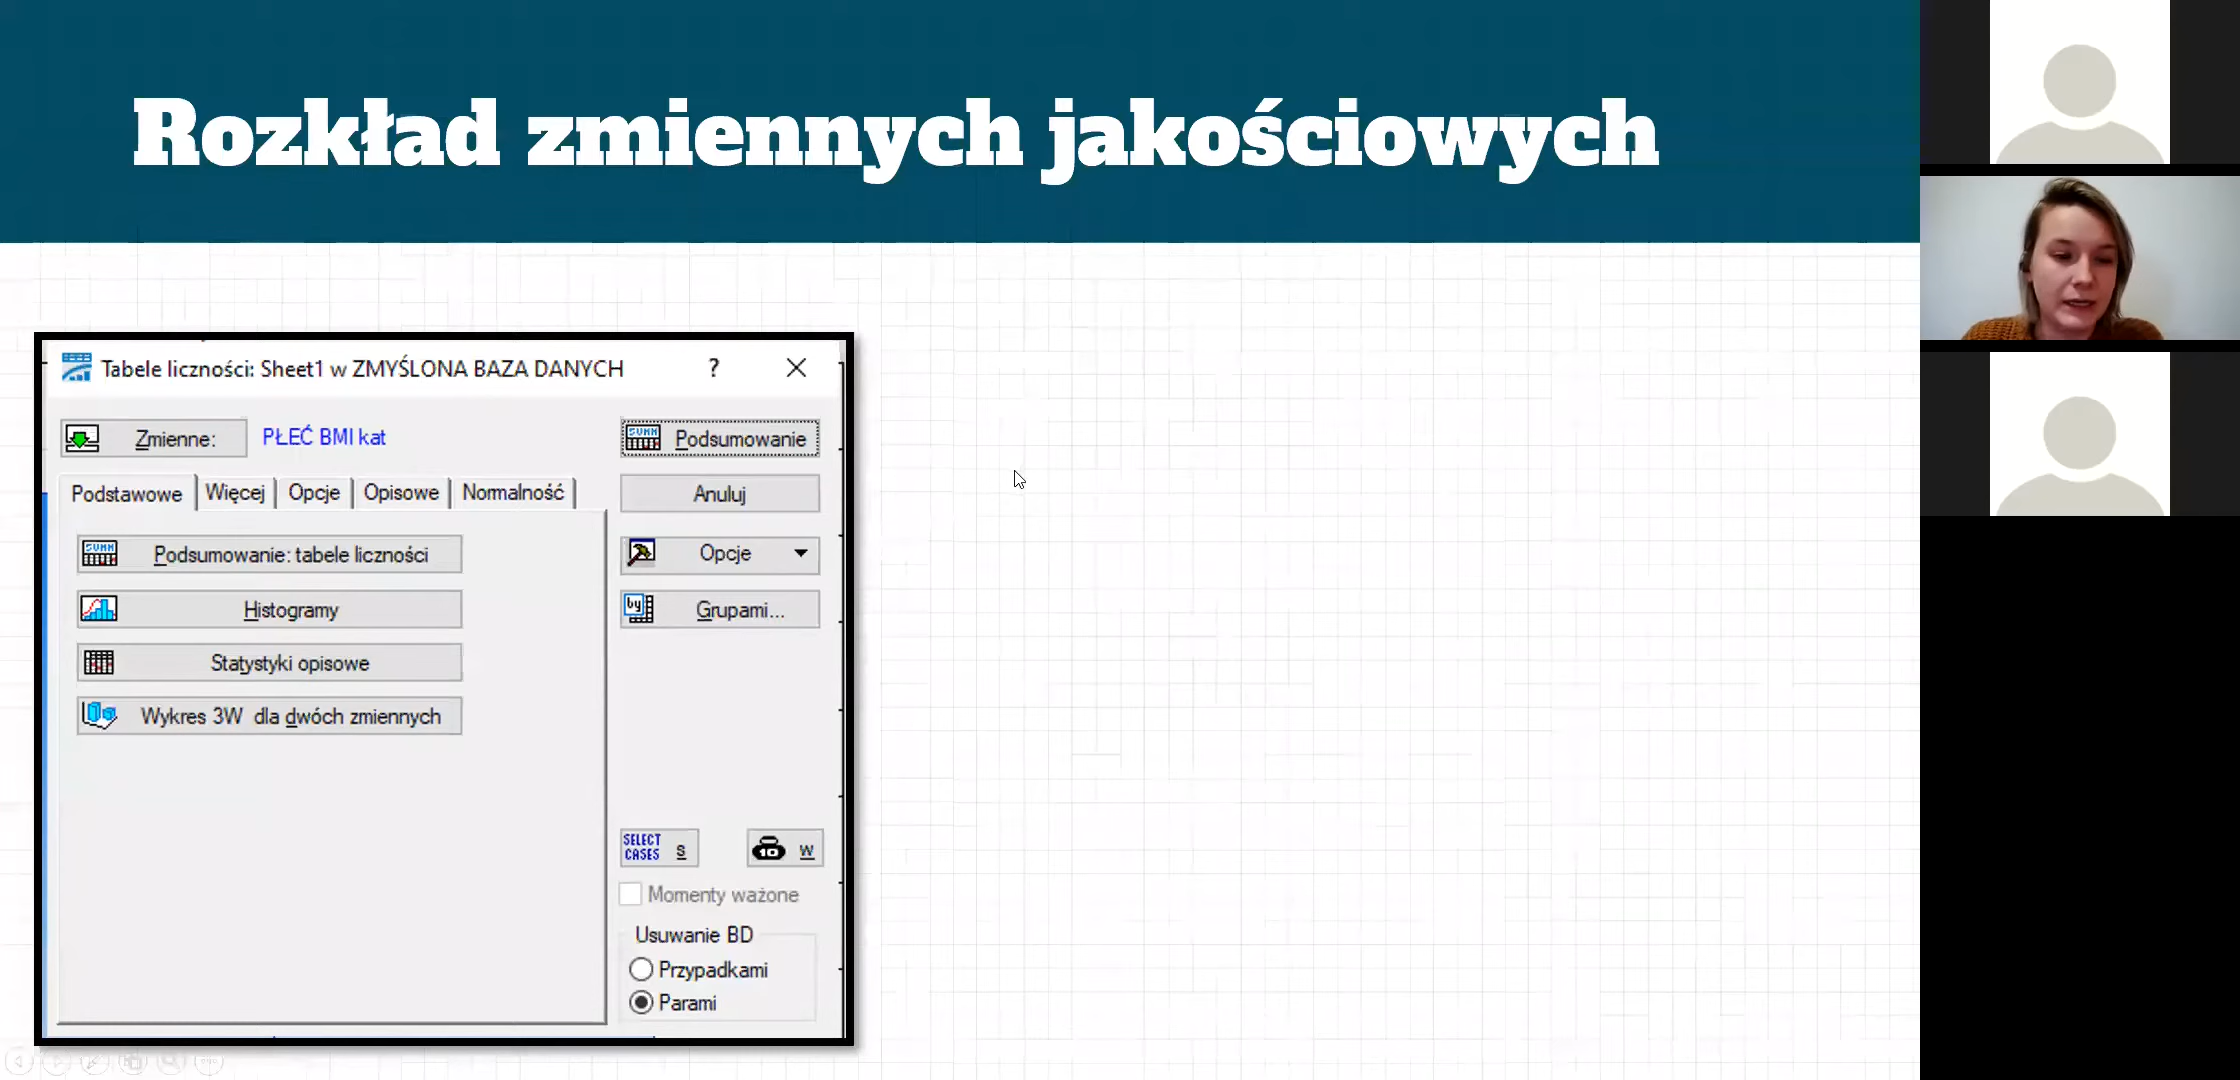 Rozkład zmiennych jakościowych
Tabele liczności: Sheet1 w ZMYŚLONA BAZA DANYCH
?
Zmienne:
PŁEĆ BMI kat
Podsumowanie
Podstawowe
Więcej
Opcje
Opisowe
Normalność
Anuluj
Podsumowanie: tabele liczności
Opcje
Histogramy
by
Grupami...
Statystyki opisowe
Wykres 3W dla dwóch zmiennych
SELECT
CASES
S
10
W
Momenty ważone
Usuwanie BD
Przypadkami
Parami